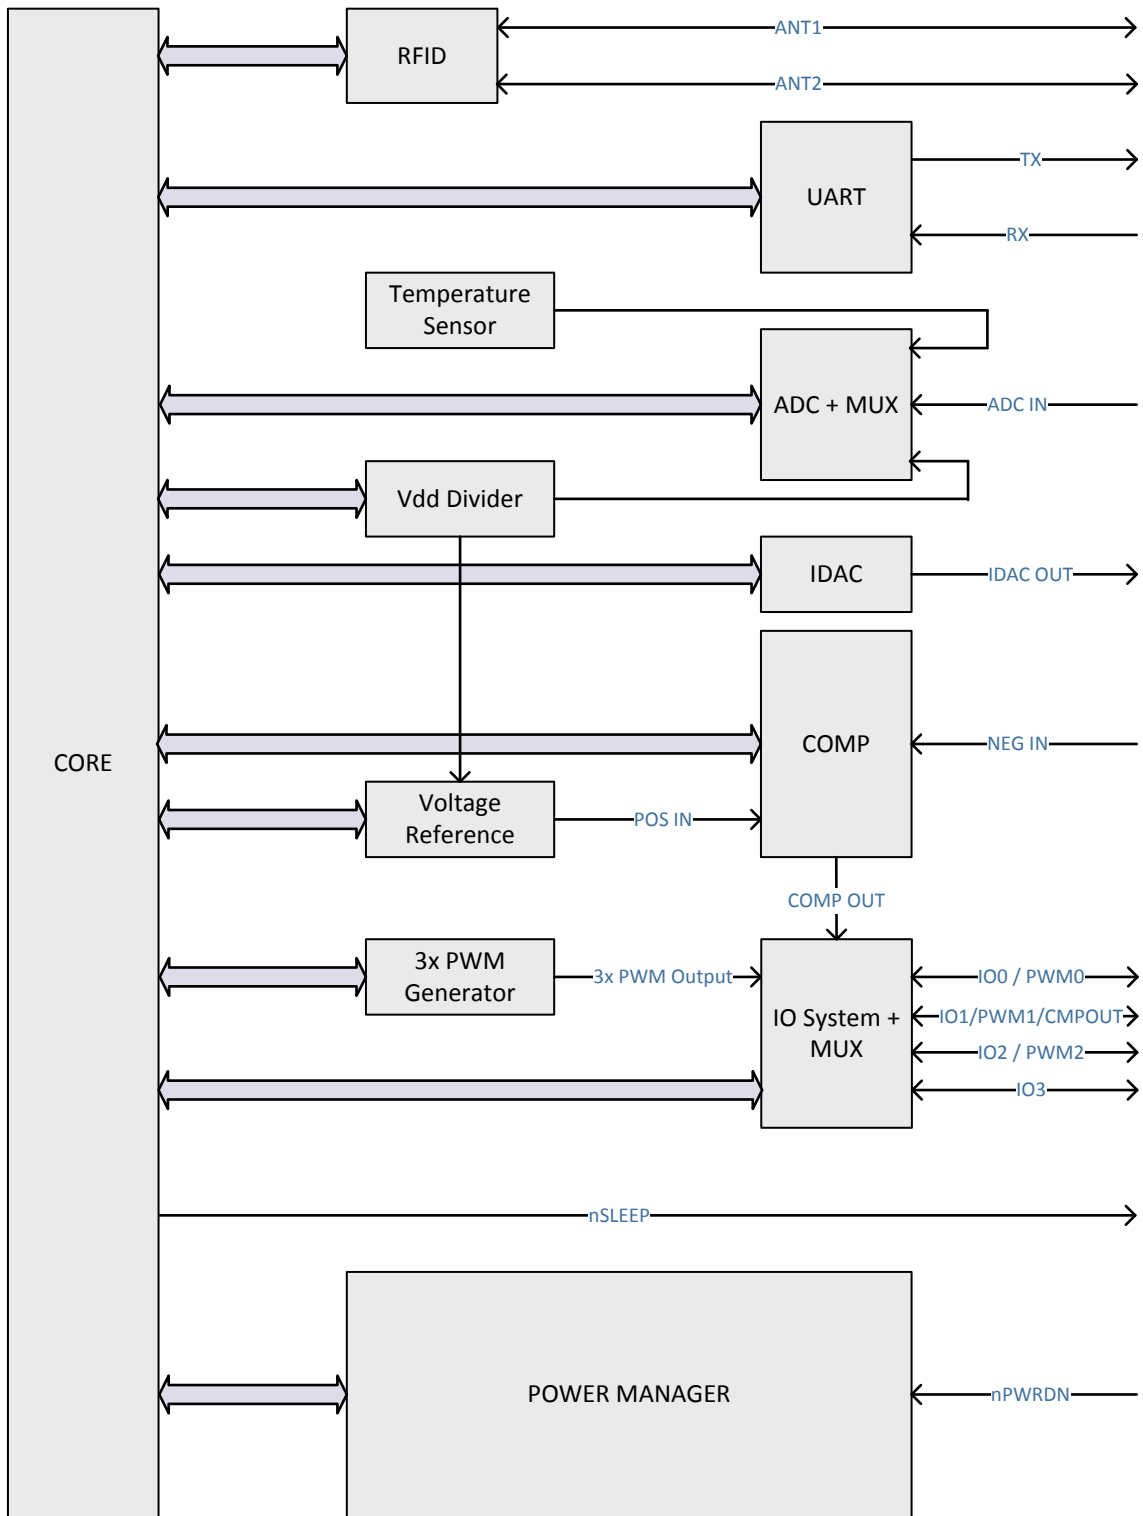 ANT1
RFID
ANT2
TX
UART
RX
Temperature
Sensor
ADC + MUX
ADC IN
Vdd Divider
IDAC
IDAC OUT
CORE
COMP
NEG IN
Voltage
Reference
POS IN
COMP OUT
3x PWM
Generator
3x PWM Output
IO System +
MUX
IO0 / PWM0
IO1/PWM1/CMPOUT
IO2 / PWM2
IO3
nSLEEP
POWER MANAGER
nPWRDN